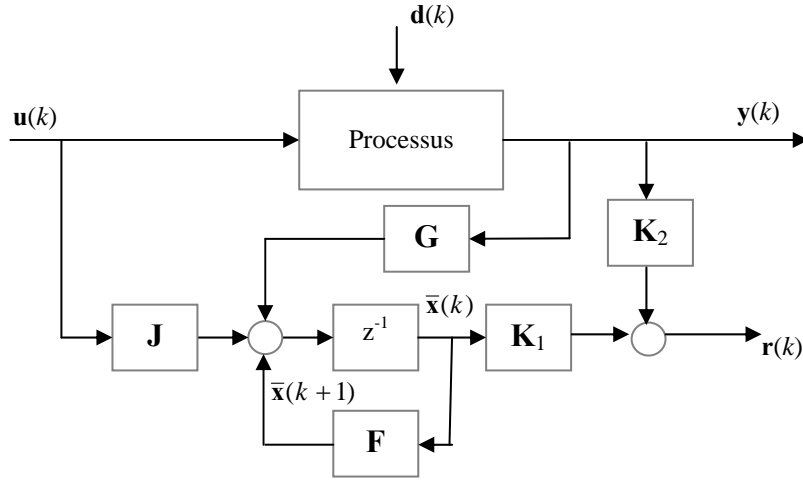 d(k)
u(k)
y(k)
Processus
G
K₂
x̅(k)
J
z⁻¹
K₁
r(k)
x̅(k + 1)
F